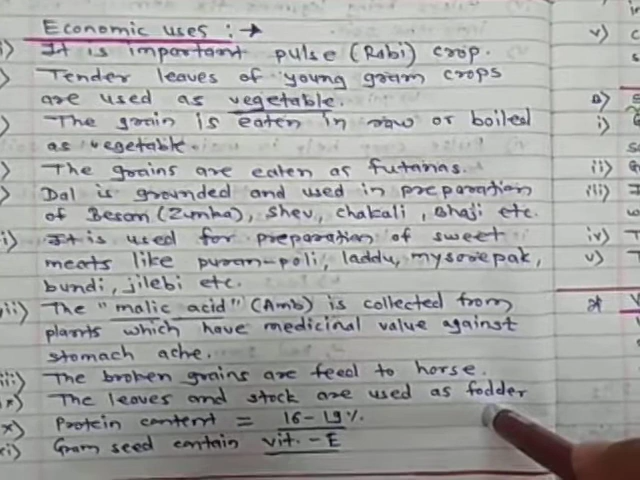 Economic uses : →
i) It is important pulse (Rabi) crop.
) Tender leaves of young gram crops
are used as vegetable.
) The grain is eaten in raw or boiled
as vegetable.
) The grains are eaten as futanas.
) Dal is grounded and used in preparation
of Besan (Zunka), Shev, chakali, Bhaji etc.
i) It is used for preparation of sweet
meats like puran-poli, laddu, mysorepak,
bundi, jilebi etc.
ii) The "malic acid" (Amb) is collected from
plants which have medicinal value against
stomach ache.
iii) The broken grains are feed to horse.
ix) The leaves and stock are used as fodder
x) Protein content = 16-19%.
xi) Gram seed contain vit. - E
v)
i)
ii)
iii)
iv) T
v) T
*